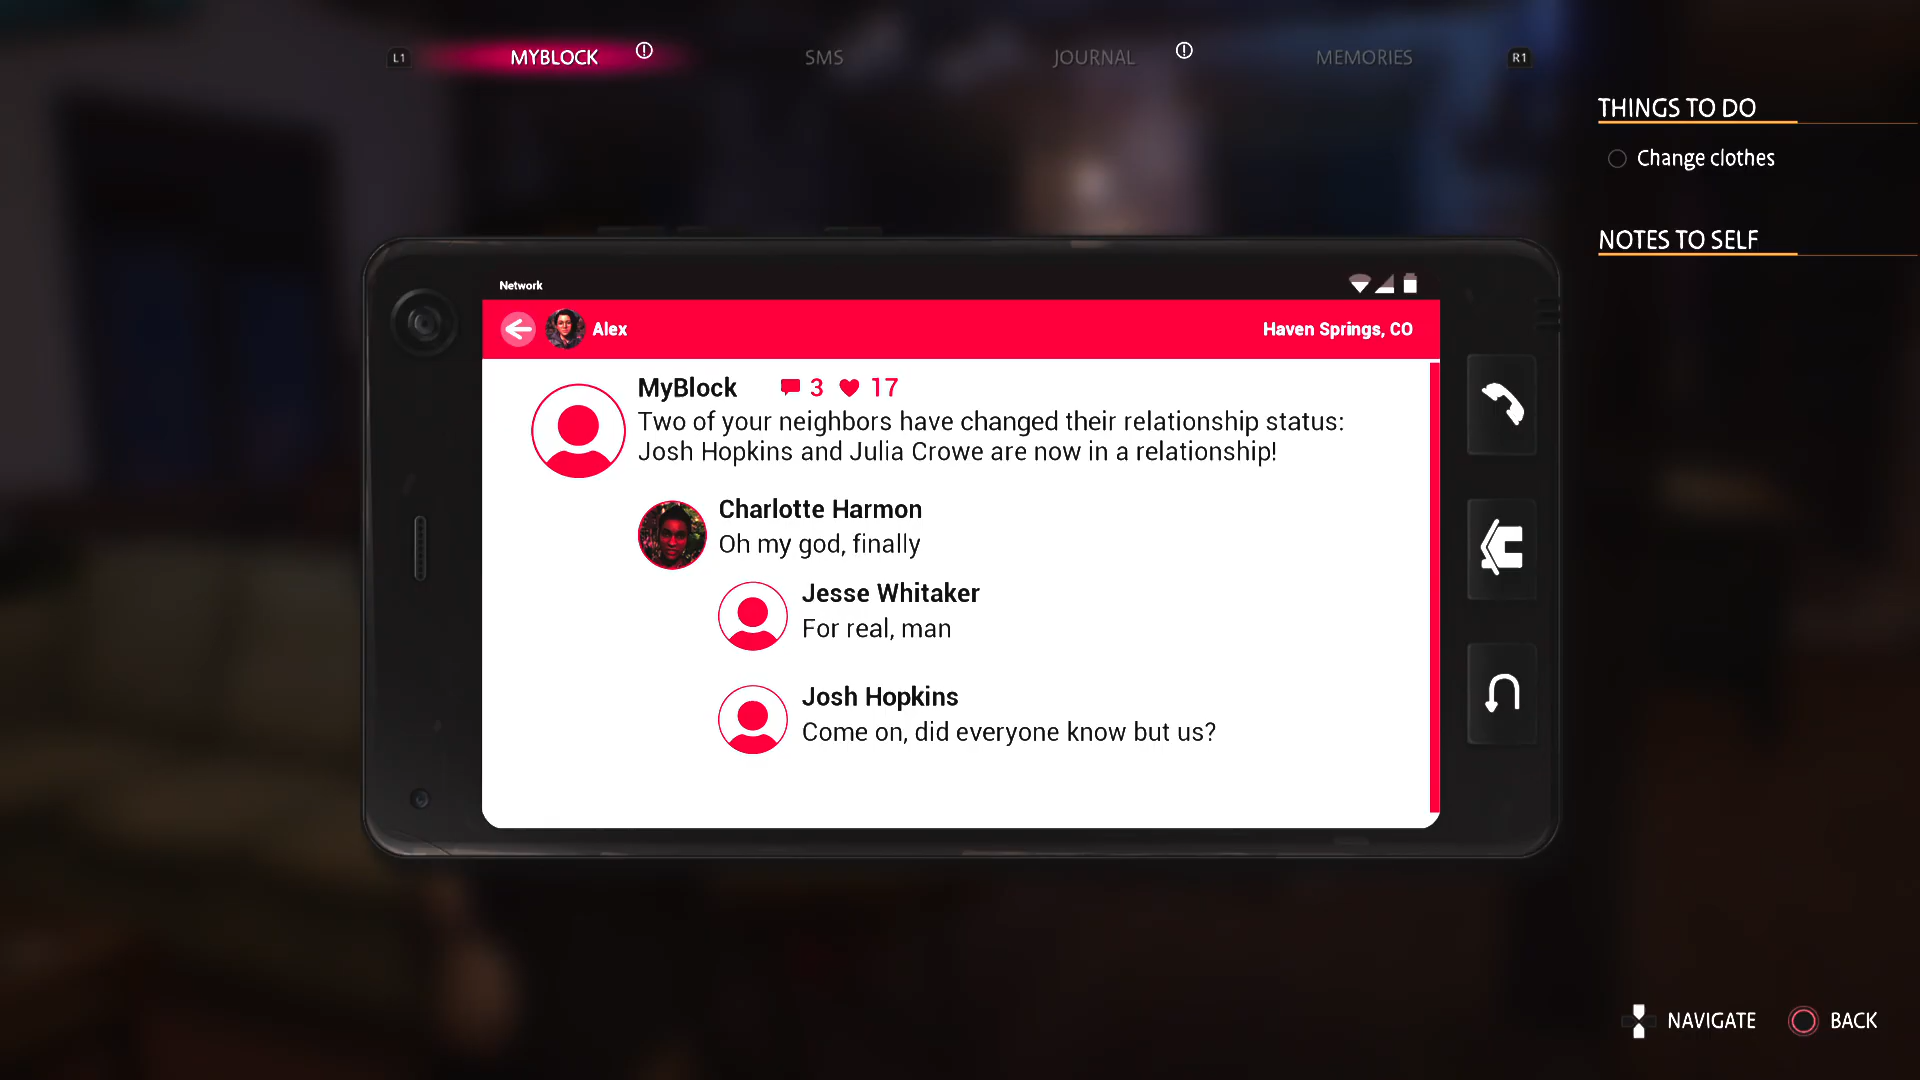 L1
MYBLOCK
SMS
JOURNAL
MEMORIES
R1
THINGS TO DO
Change clothes
NOTES TO SELF
Network
Alex
Haven Springs, CO
MyBlock 3 17
Two of your neighbors have changed their relationship status:
Josh Hopkins and Julia Crowe are now in a relationship!
Charlotte Harmon
Oh my god, finally
Jesse Whitaker
For real, man
Josh Hopkins
Come on, did everyone know but us?
NAVIGATE
BACK